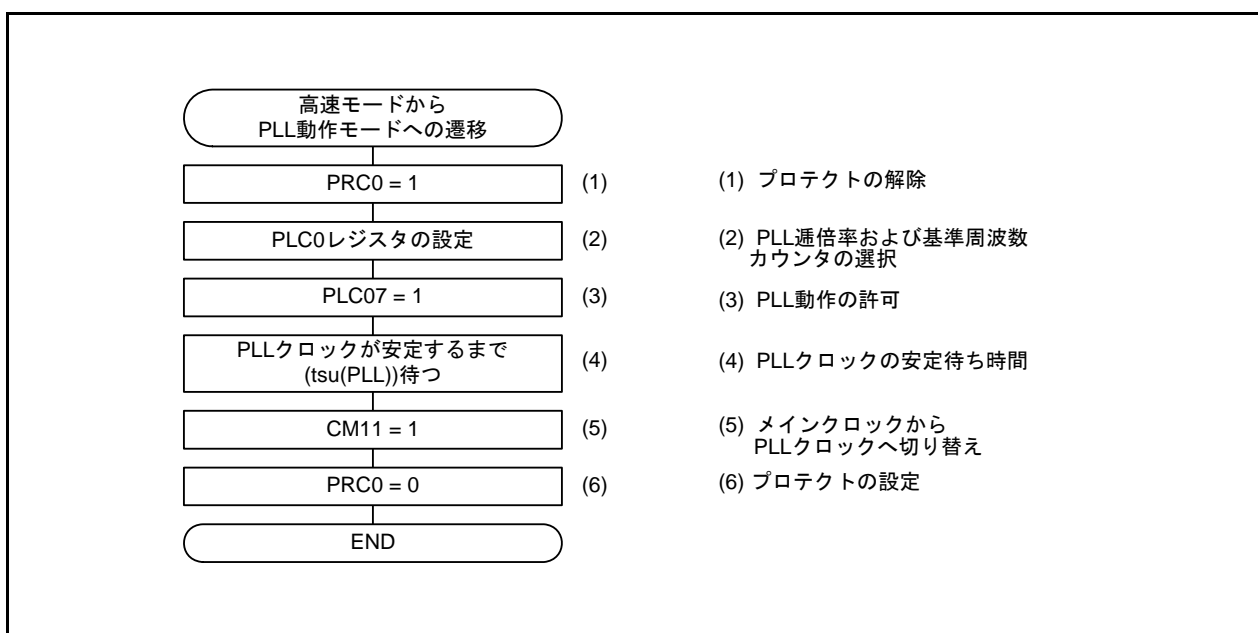 高速モードから
PLL動作モードへの遷移
PRC0 = 1
(1)
(1) プロテクトの解除
PLC0レジスタの設定
(2)
(2) PLL逓倍率および基準周波数
カウンタの選択
PLC07 = 1
(3)
(3) PLL動作の許可
PLLクロックが安定するまで
(tsu(PLL))待つ
(4)
(4) PLLクロックの安定待ち時間
CM11 = 1
(5)
(5) メインクロックから
PLLクロックへ切り替え
PRC0 = 0
(6)
(6) プロテクトの設定
END